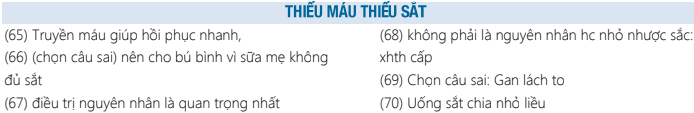 THIẾU MÁU THIẾU SẮT
(65) Truyền máu giúp hồi phục nhanh,
(66) (chọn câu sai) nên cho bú bình vì sữa mẹ không
đủ sắt
(67) điều trị nguyên nhân là quan trọng nhất
(68) không phải là nguyên nhân hc nhỏ nhược sắc:
xhth cấp
(69) Chọn câu sai: Gan lách to
(70) Uống sắt chia nhỏ liều